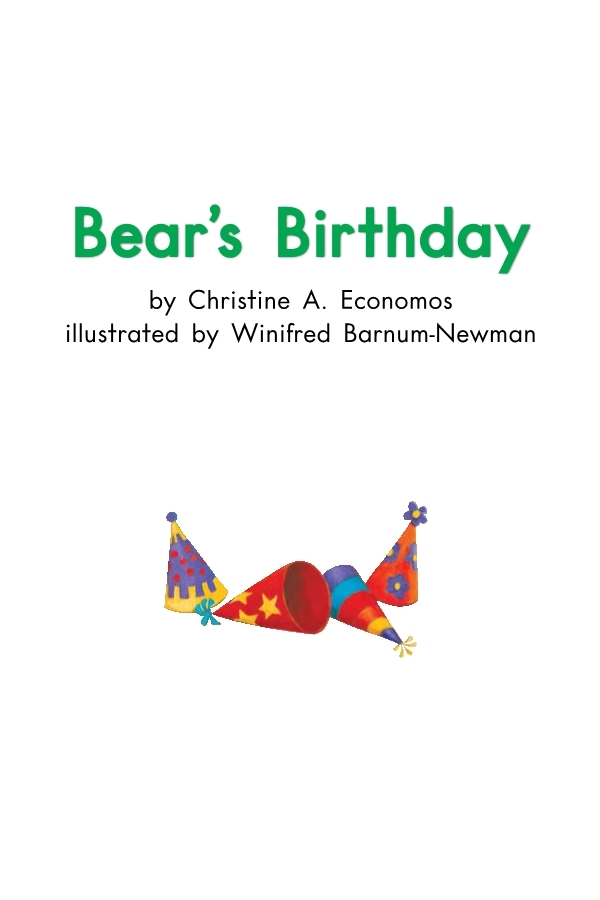 Bear’s Birthday
by Christine A. Economos
illustrated by Winifred Barnum-Newman